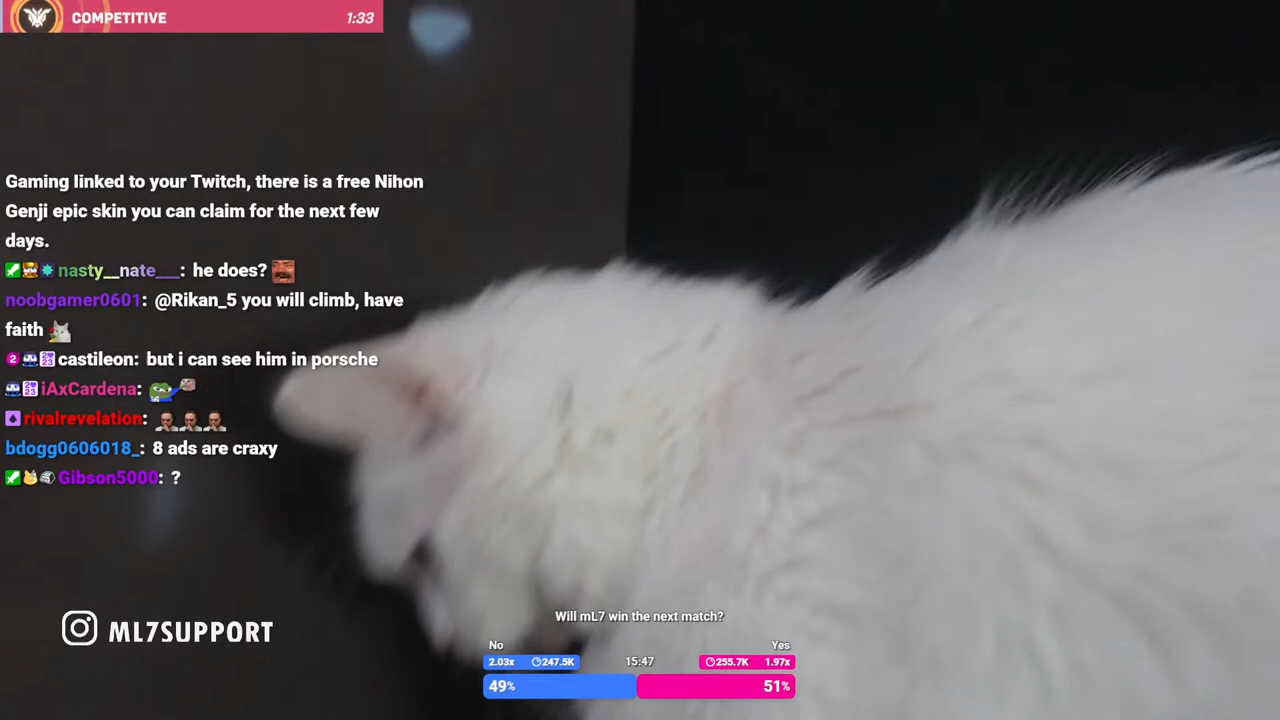 COMPETITIVE 1:33
Gaming linked to your Twitch, there is a free Nihon
Genji epic skin you can claim for the next few
days.
nasty__nate___: he does?
noobgamer0601: @Rikan_5 you will climb, have
faith
2 castileon: but i can see him in porsche
iAxCardena:
rivalrevelation:
bdogg0606018_: 8 ads are craxy
Gibson5000: ?
ML7SUPPORT
Will mL7 win the next match?
No Yes
2.03x 247.5K 15:47 255.7K 1.97x
49% 51%